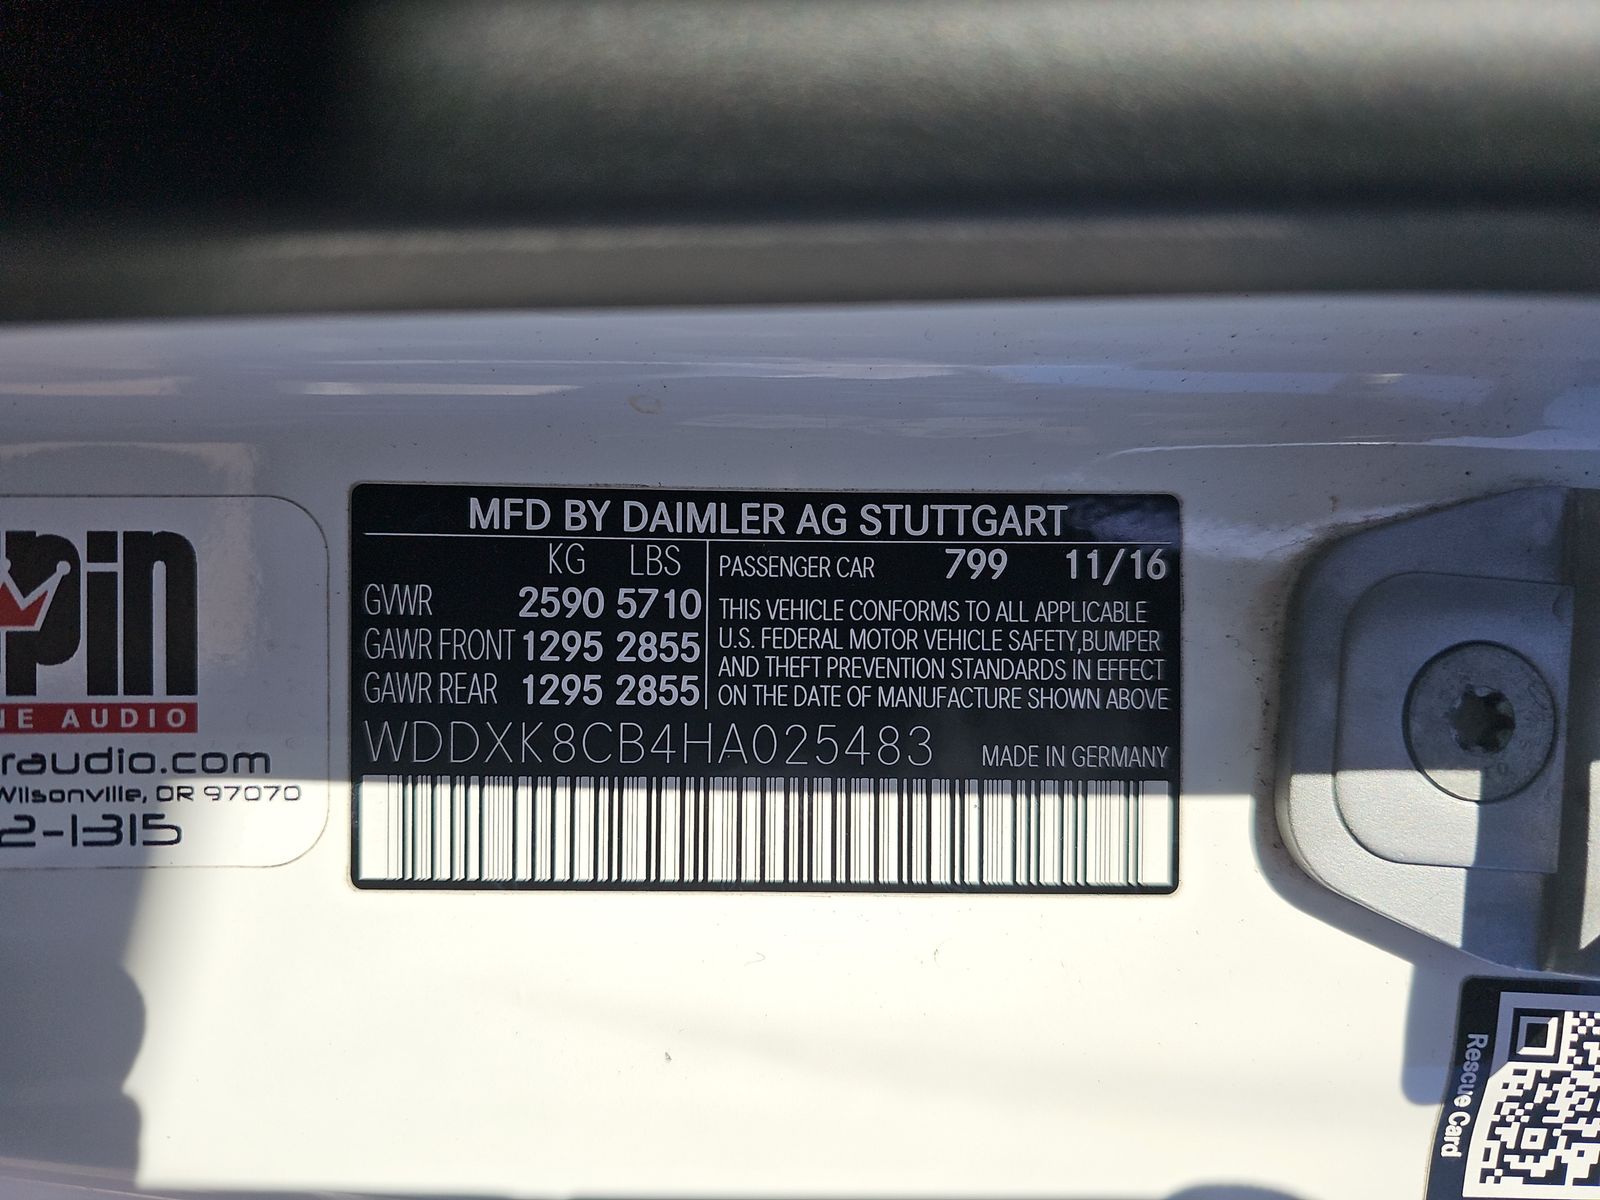 pin
NE AUDIO
raudio.com
Wilsonville, OR 97070
2-1315
MFD BY DAIMLER AG STUTTGART
KG LBS
GVWR 2590 5710
GAWR FRONT 1295 2855
GAWR REAR 1295 2855
PASSENGER CAR 799 11/16
THIS VEHICLE CONFORMS TO ALL APPLICABLE
U.S. FEDERAL MOTOR VEHICLE SAFETY,BUMPER
AND THEFT PREVENTION STANDARDS IN EFFECT
ON THE DATE OF MANUFACTURE SHOWN ABOVE
WDDXK8CB4HA025483
MADE IN GERMANY
Rescue Card